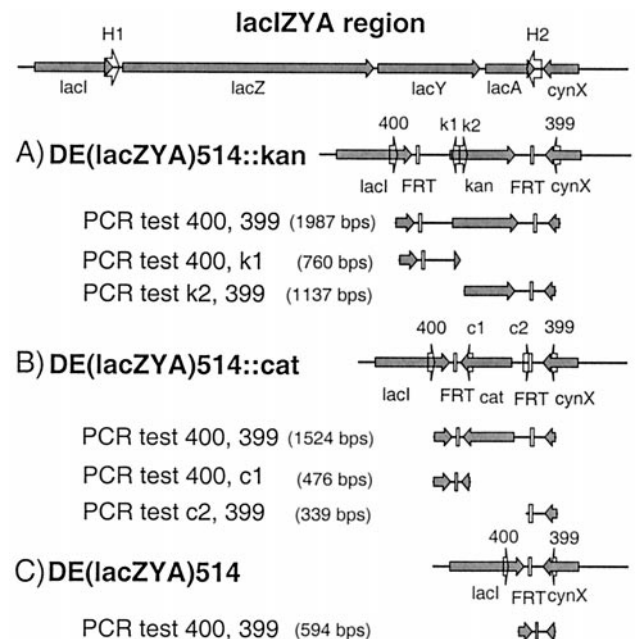 lacIZYA region
H1 H2
lacI lacZ lacY lacA cynX
A) DE(lacZYA)514::kan
400 k1 k2 399
lacI FRT kan FRT cynX
PCR test 400, 399 (1987 bps)
PCR test 400, k1 (760 bps)
PCR test k2, 399 (1137 bps)
400 c1 c2 399
B) DE(lacZYA)514::cat
lacI FRT cat FRT cynX
PCR test 400, 399 (1524 bps)
PCR test 400, c1 (476 bps)
PCR test c2, 399 (339 bps)
400 399
C) DE(lacZYA)514
lacI FRT cynX
PCR test 400, 399 (594 bps)